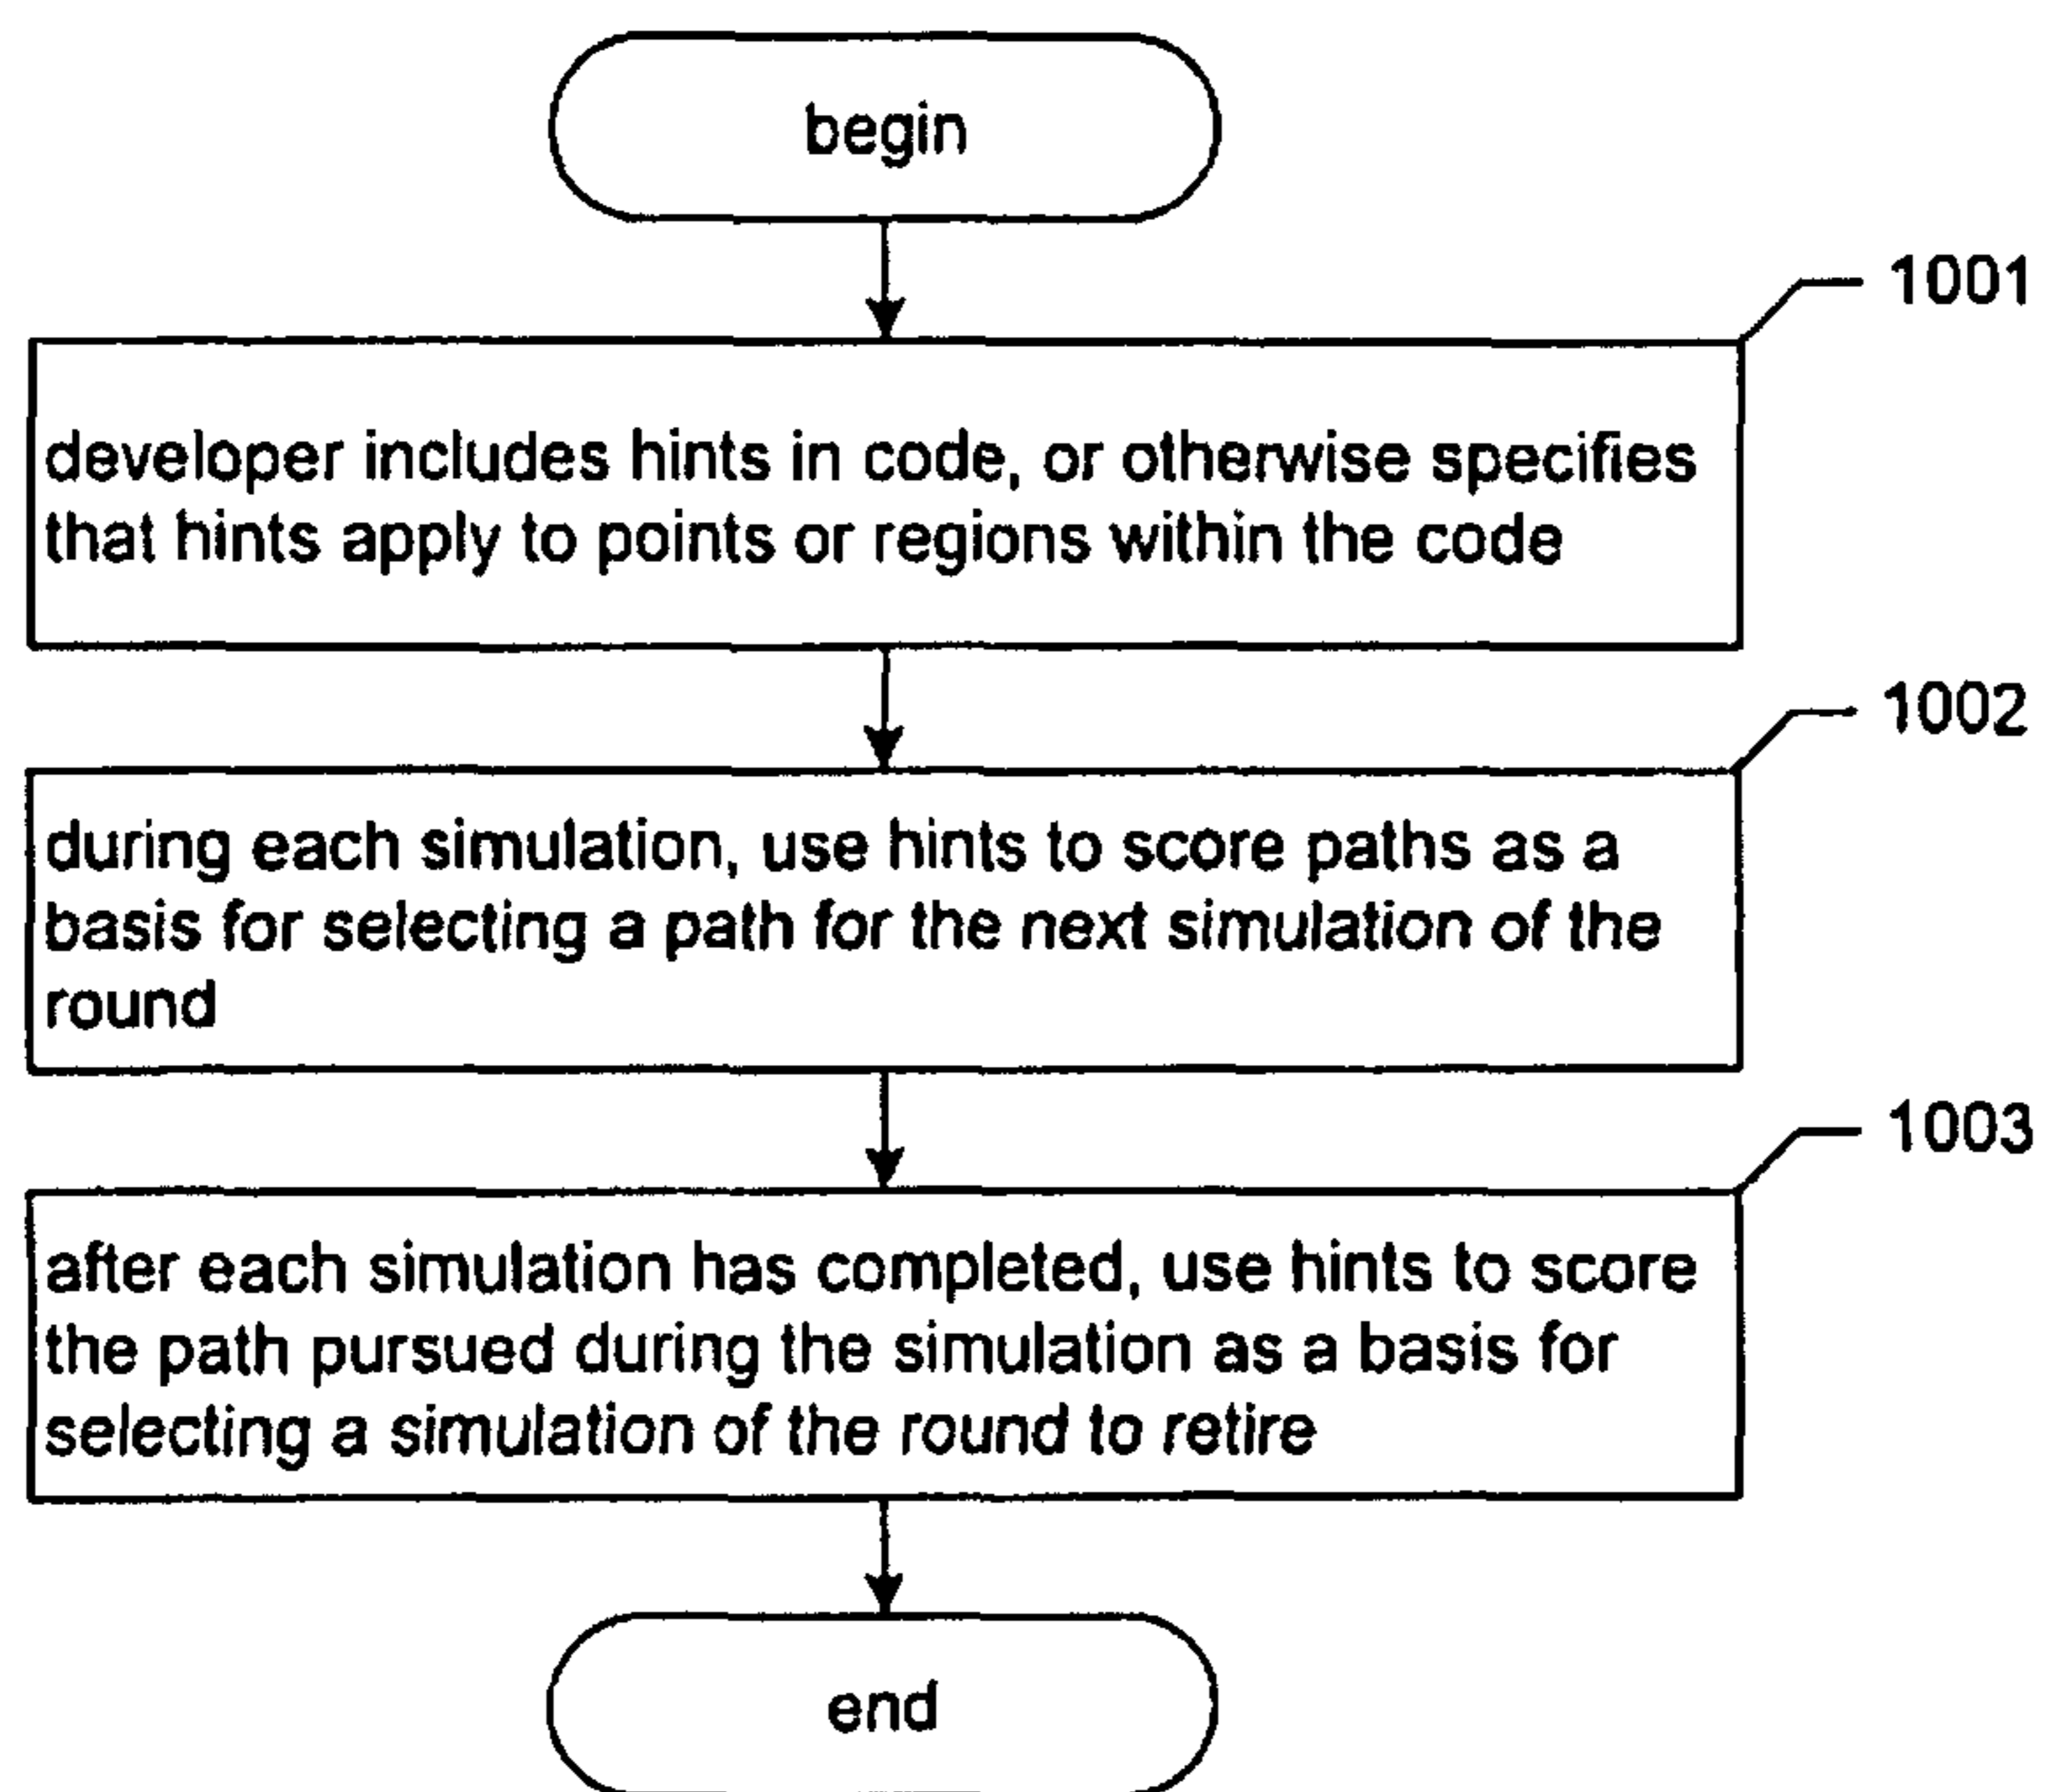 begin
1001
developer includes hints in code, or otherwise specifies
that hints apply to points or regions within the code
1002
during each simulation, use hints to score paths as a
basis for selecting a path for the next simulation of the
round
1003
after each simulation has completed, use hints to score
the path pursued during the simulation as a basis for
selecting a simulation of the round to retire
end